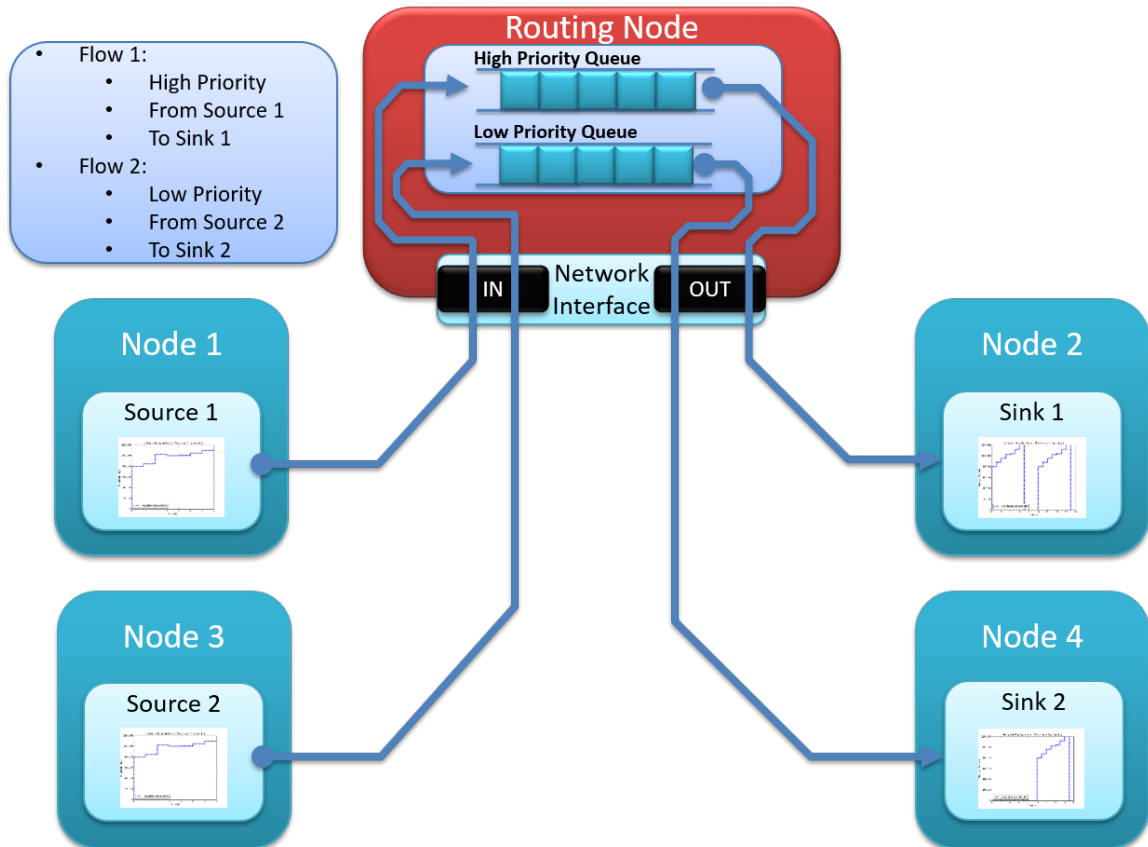 Routing Node
• Flow 1:
• High Priority
• From Source 1
• To Sink 1
• Flow 2:
• Low Priority
• From Source 2
• To Sink 2
High Priority Queue
Low Priority Queue
IN
Network
Interface
OUT
Node 1
Source 1
Node 2
Sink 1
Node 3
Source 2
Node 4
Sink 2